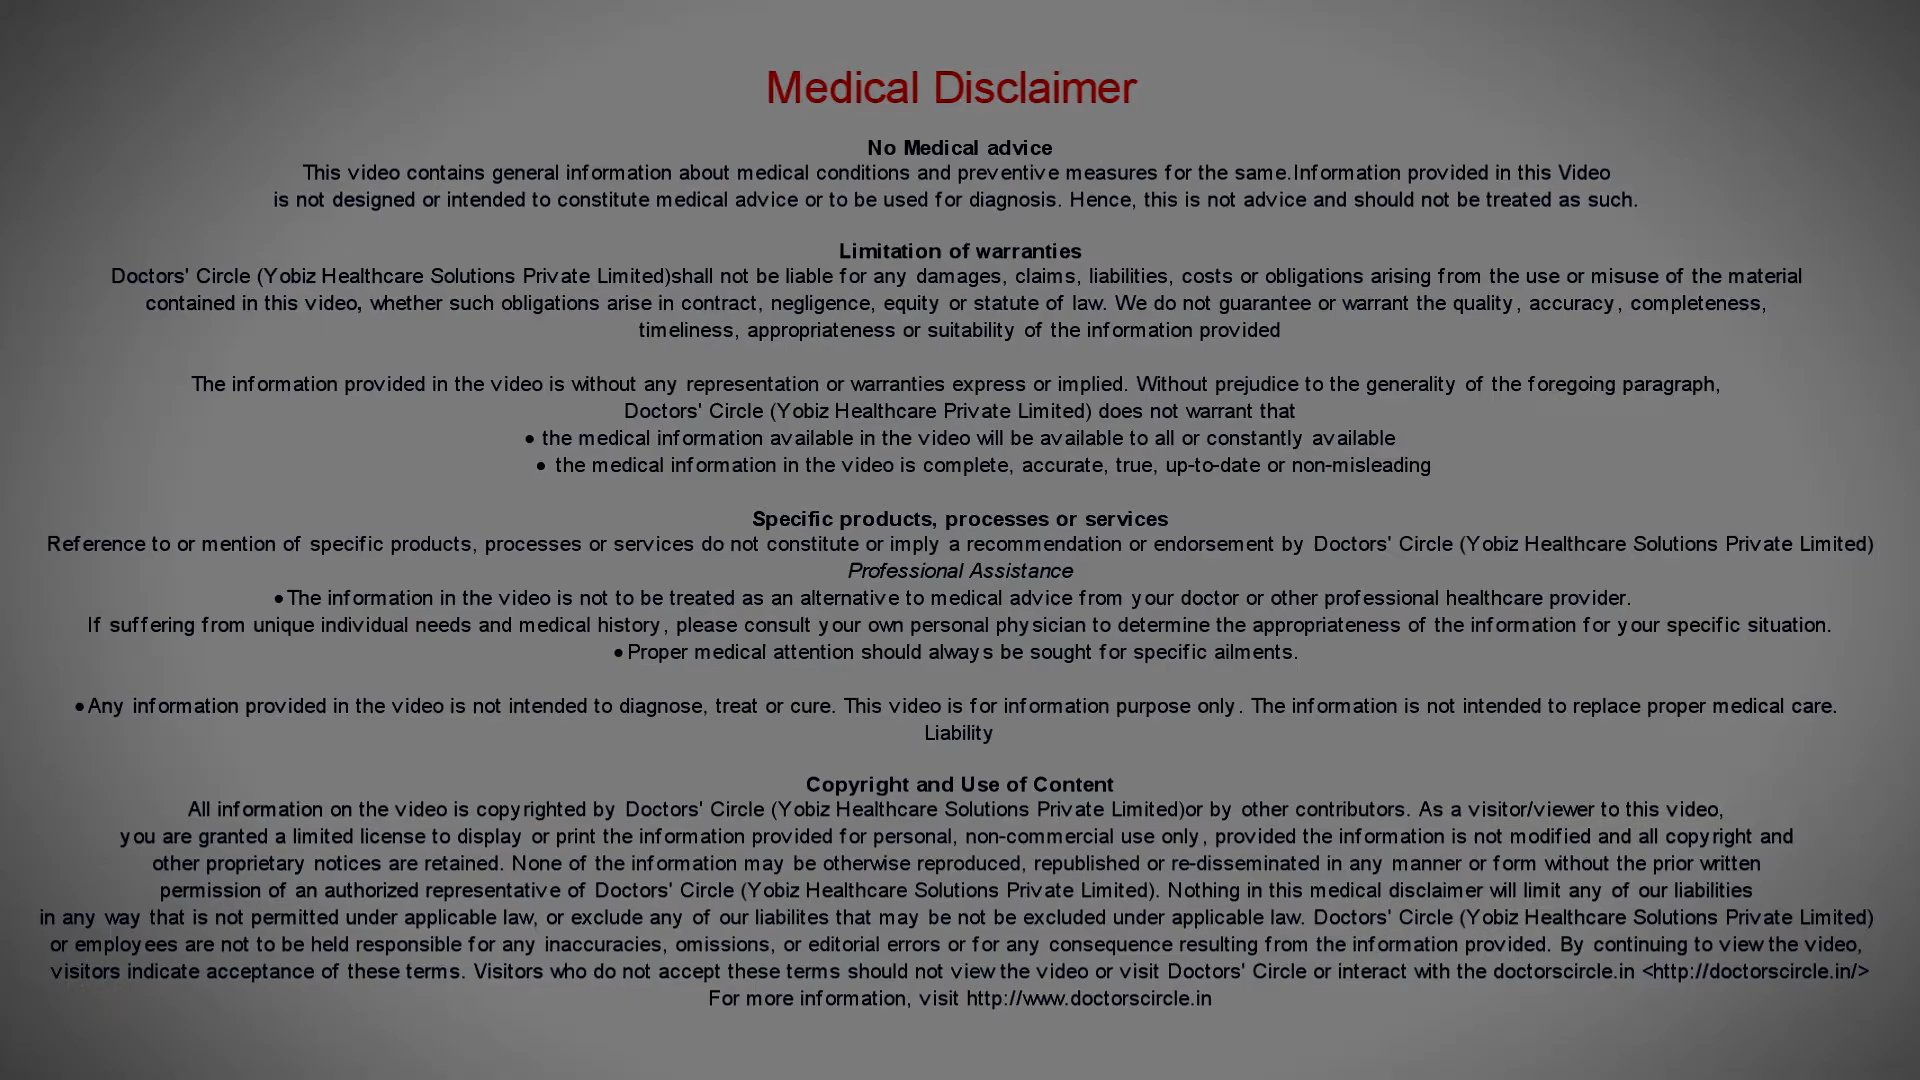 Medical Disclaimer
No Medical advice
This video contains general information about medical conditions and preventive measures for the same.Information provided in this Video
is not designed or intended to constitute medical advice or to be used for diagnosis. Hence, this is not advice and should not be treated as such.
Limitation of warranties
Doctors' Circle (Yobiz Healthcare Solutions Private Limited)shall not be liable for any damages, claims, liabilities, costs or obligations arising from the use or misuse of the material
contained in this video, whether such obligations arise in contract, negligence, equity or statute of law. We do not guarantee or warrant the quality, accuracy, completeness,
timeliness, appropriateness or suitability of the information provided
The information provided in the video is without any representation or warranties express or implied. Without prejudice to the generality of the foregoing paragraph,
Doctors' Circle (Yobiz Healthcare Private Limited) does not warrant that
• the medical information available in the video will be available to all or constantly available
• the medical information in the video is complete, accurate, true, up-to-date or non-misleading
Specific products, processes or services
Reference to or mention of specific products, processes or services do not constitute or imply a recommendation or endorsement by Doctors' Circle (Yobiz Healthcare Solutions Private Limited)
Professional Assistance
•The information in the video is not to be treated as an alternative to medical advice from your doctor or other professional healthcare provider.
If suffering from unique individual needs and medical history, please consult your own personal physician to determine the appropriateness of the information for your specific situation.
•Proper medical attention should always be sought for specific ailments.
•Any information provided in the video is not intended to diagnose, treat or cure. This video is for information purpose only. The information is not intended to replace proper medical care.
Liability
Copyright and Use of Content
All information on the video is copyrighted by Doctors' Circle (Yobiz Healthcare Solutions Private Limited)or by other contributors. As a visitor/viewer to this video,
you are granted a limited license to display or print the information provided for personal, non-commercial use only, provided the information is not modified and all copyright and
other proprietary notices are retained. None of the information may be otherwise reproduced, republished or re-disseminated in any manner or form without the prior written
permission of an authorized representative of Doctors' Circle (Yobiz Healthcare Solutions Private Limited). Nothing in this medical disclaimer will limit any of our liabilities
in any way that is not permitted under applicable law, or exclude any of our liabilites that may be not be excluded under applicable law. Doctors' Circle (Yobiz Healthcare Solutions Private Limited)
or employees are not to be held responsible for any inaccuracies, omissions, or editorial errors or for any consequence resulting from the information provided. By continuing to view the video,
visitors indicate acceptance of these terms. Visitors who do not accept these terms should not view the video or visit Doctors' Circle or interact with the doctorscircle.in <http://doctorscircle.in/>
For more information, visit http://www.doctorscircle.in